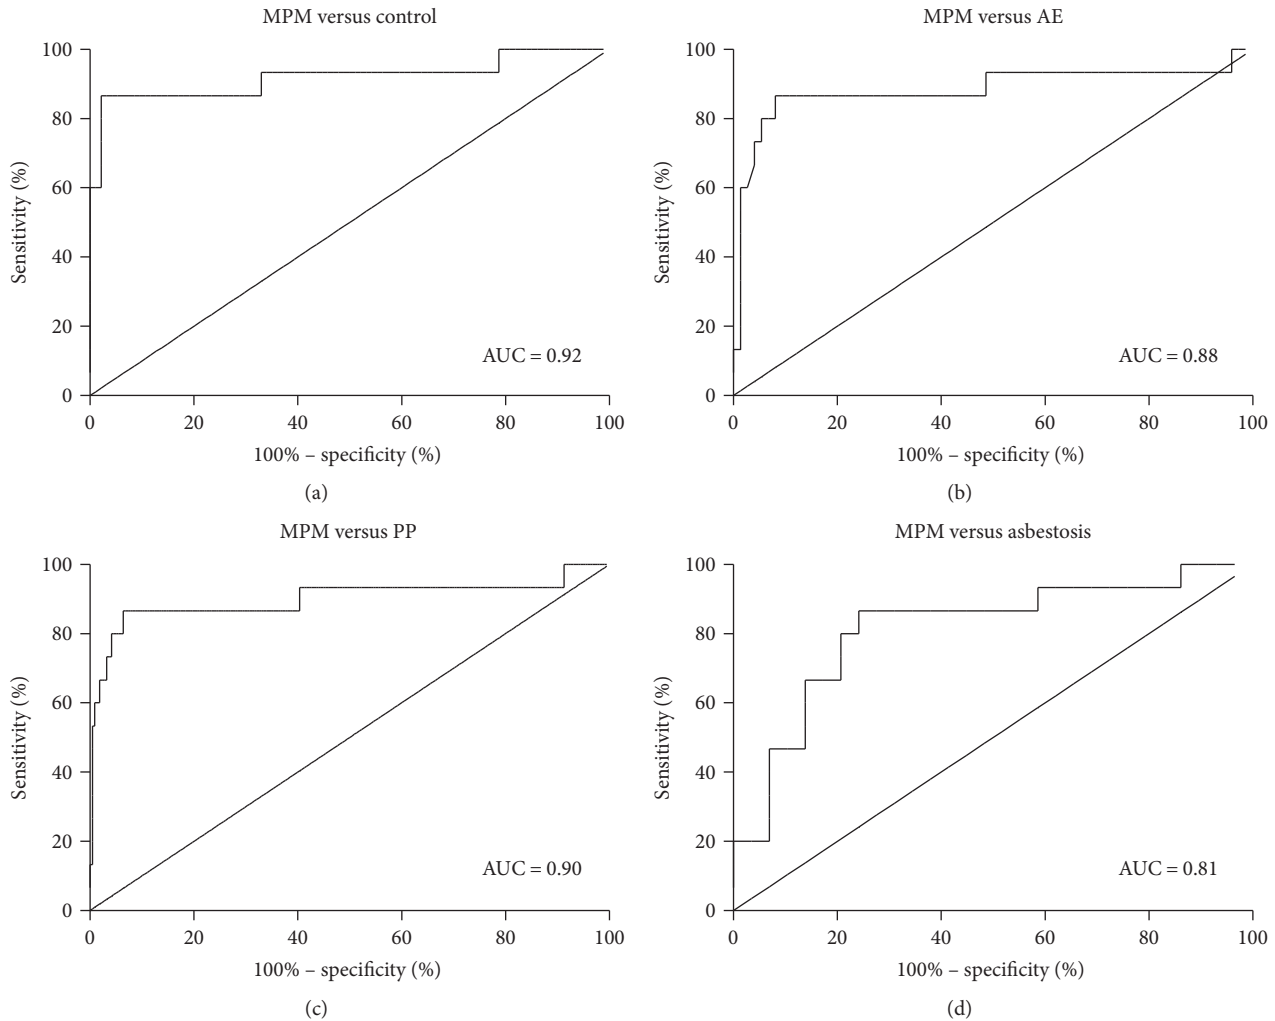 MPM versus control
100
80
60
40
20
0
Sensitivity (%)
AUC = 0.92
0 20 40 60 80 100
100% – specificity (%)
(a)
MPM versus AE
100
80
60
40
20
0
Sensitivity (%)
AUC = 0.88
0 20 40 60 80 100
100% – specificity (%)
(b)
MPM versus PP
100
80
60
40
20
0
Sensitivity (%)
AUC = 0.90
0 20 40 60 80 100
100% – specificity (%)
(c)
MPM versus asbestosis
100
80
60
40
20
0
Sensitivity (%)
AUC = 0.81
0 20 40 60 80 100
100% – specificity (%)
(d)